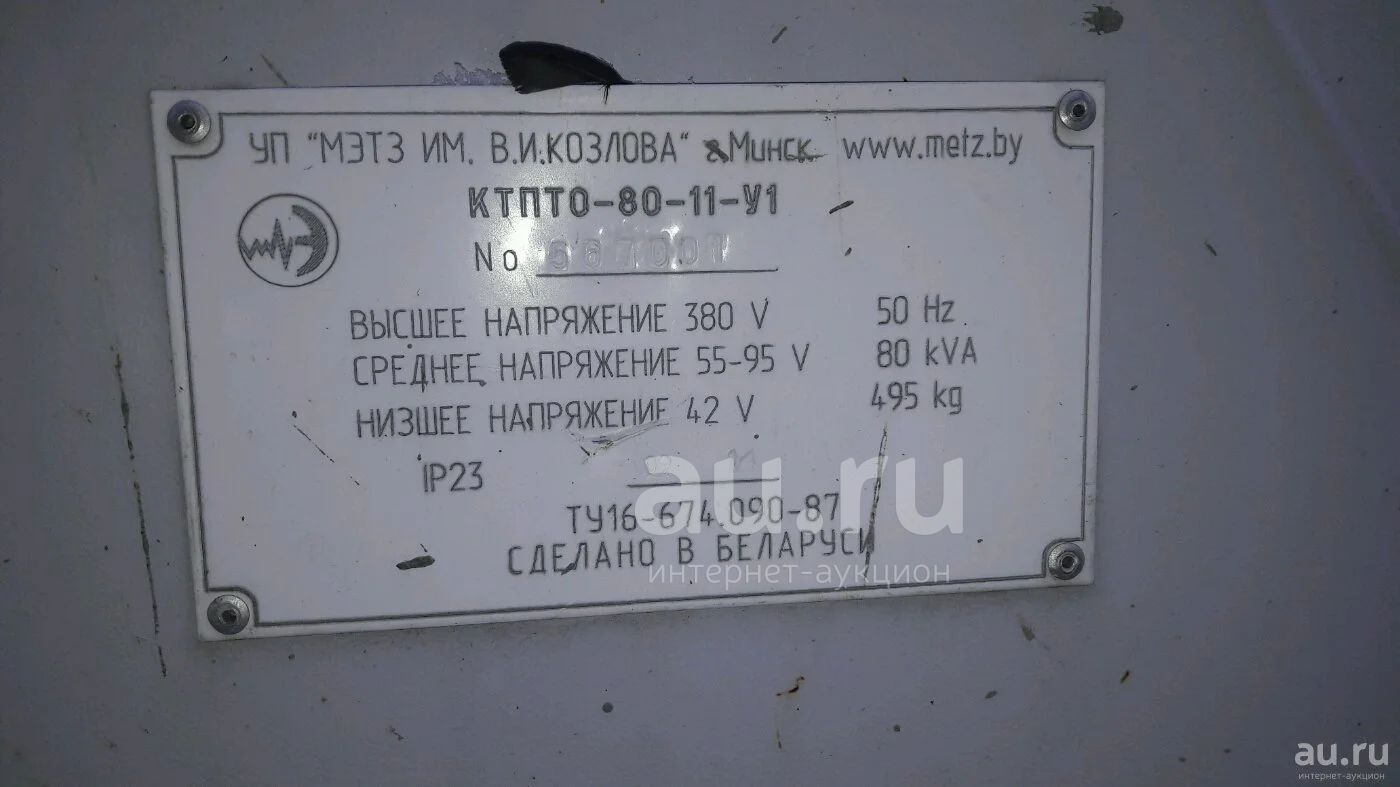 УП "МЭТЗ ИМ. В.И.КОЗЛОВА" г.Минск www.metz.by
КТПТО-80-11-У1
No 667001
ВЫСШЕЕ НАПРЯЖЕНИЕ 380 V 50 Hz
СРЕДНЕЕ НАПРЯЖЕНИЕ 55-95 V 80 kVA
НИЗШЕЕ НАПРЯЖЕНИЕ 42 V 495 kg
IP23
au.ru
ТУ16-674.090-87
СДЕЛАНО В БЕЛАРУСИ
интернет-аукцион
au.ru
интернет-аукцион